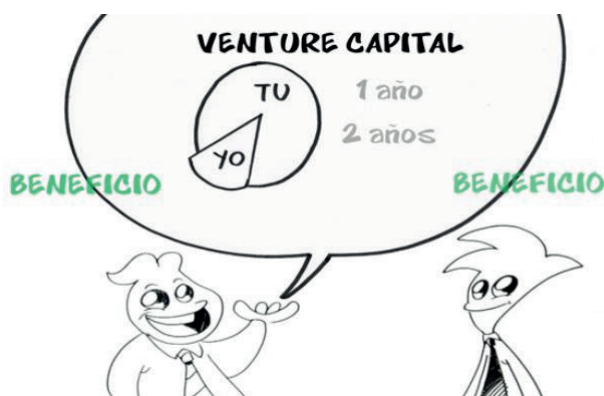 VENTURE CAPITAL
TU
1 año
2 años
YO
BENEFICIO
BENEFICIO